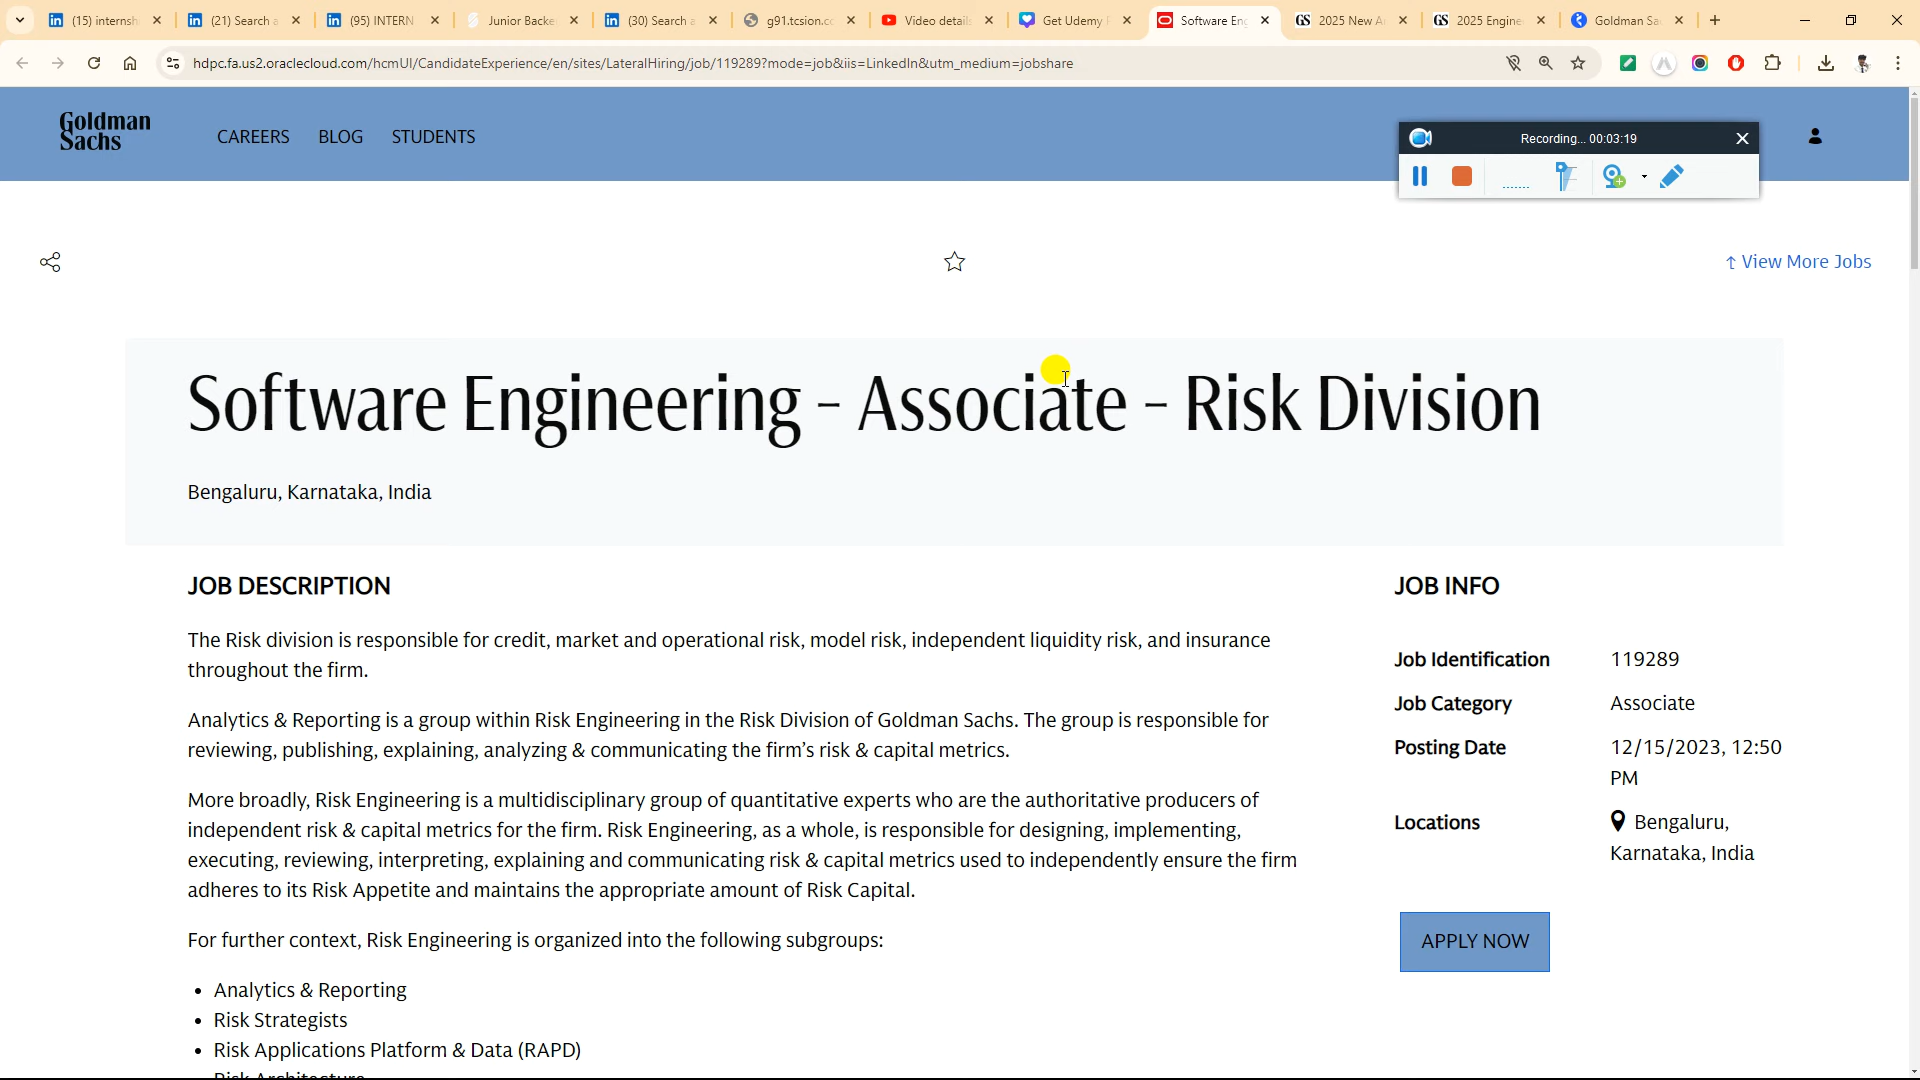 (15) internsh
(21) Search a
(95) INTERN
Junior Backe
(30) Search a
g91.tcsion.cc
Video detail
Get Udemy
Software Eng
2025 New A
2025 Engine
Goldman Sa
hdpc.fa.us2.oraclecloud.com/hcmUI/CandidateExperience/en/sites/LateralHiring/job/119289?mode=job&iis=LinkedIn&utm_medium=jobshare
Goldman
Sachs
CAREERS
BLOG
STUDENTS
Recording... 00:03:19
↑ View More Jobs
Software Engineering - Associate - Risk Division
Bengaluru, Karnataka, India
JOB DESCRIPTION
The Risk division is responsible for credit, market and operational risk, model risk, independent liquidity risk, and insurance
throughout the firm.
Analytics & Reporting is a group within Risk Engineering in the Risk Division of Goldman Sachs. The group is responsible for
reviewing, publishing, explaining, analyzing & communicating the firm's risk & capital metrics.
More broadly, Risk Engineering is a multidisciplinary group of quantitative experts who are the authoritative producers of
independent risk & capital metrics for the firm. Risk Engineering, as a whole, is responsible for designing, implementing,
executing, reviewing, interpreting, explaining and communicating risk & capital metrics used to independently ensure the firm
adheres to its Risk Appetite and maintains the appropriate amount of Risk Capital.
For further context, Risk Engineering is organized into the following subgroups:
• Analytics & Reporting
• Risk Strategists
• Risk Applications Platform & Data (RAPD)
JOB INFO
Job Identification 119289
Job Category Associate
Posting Date 12/15/2023, 12:50
PM
Locations Bengaluru,
Karnataka, India
APPLY NOW